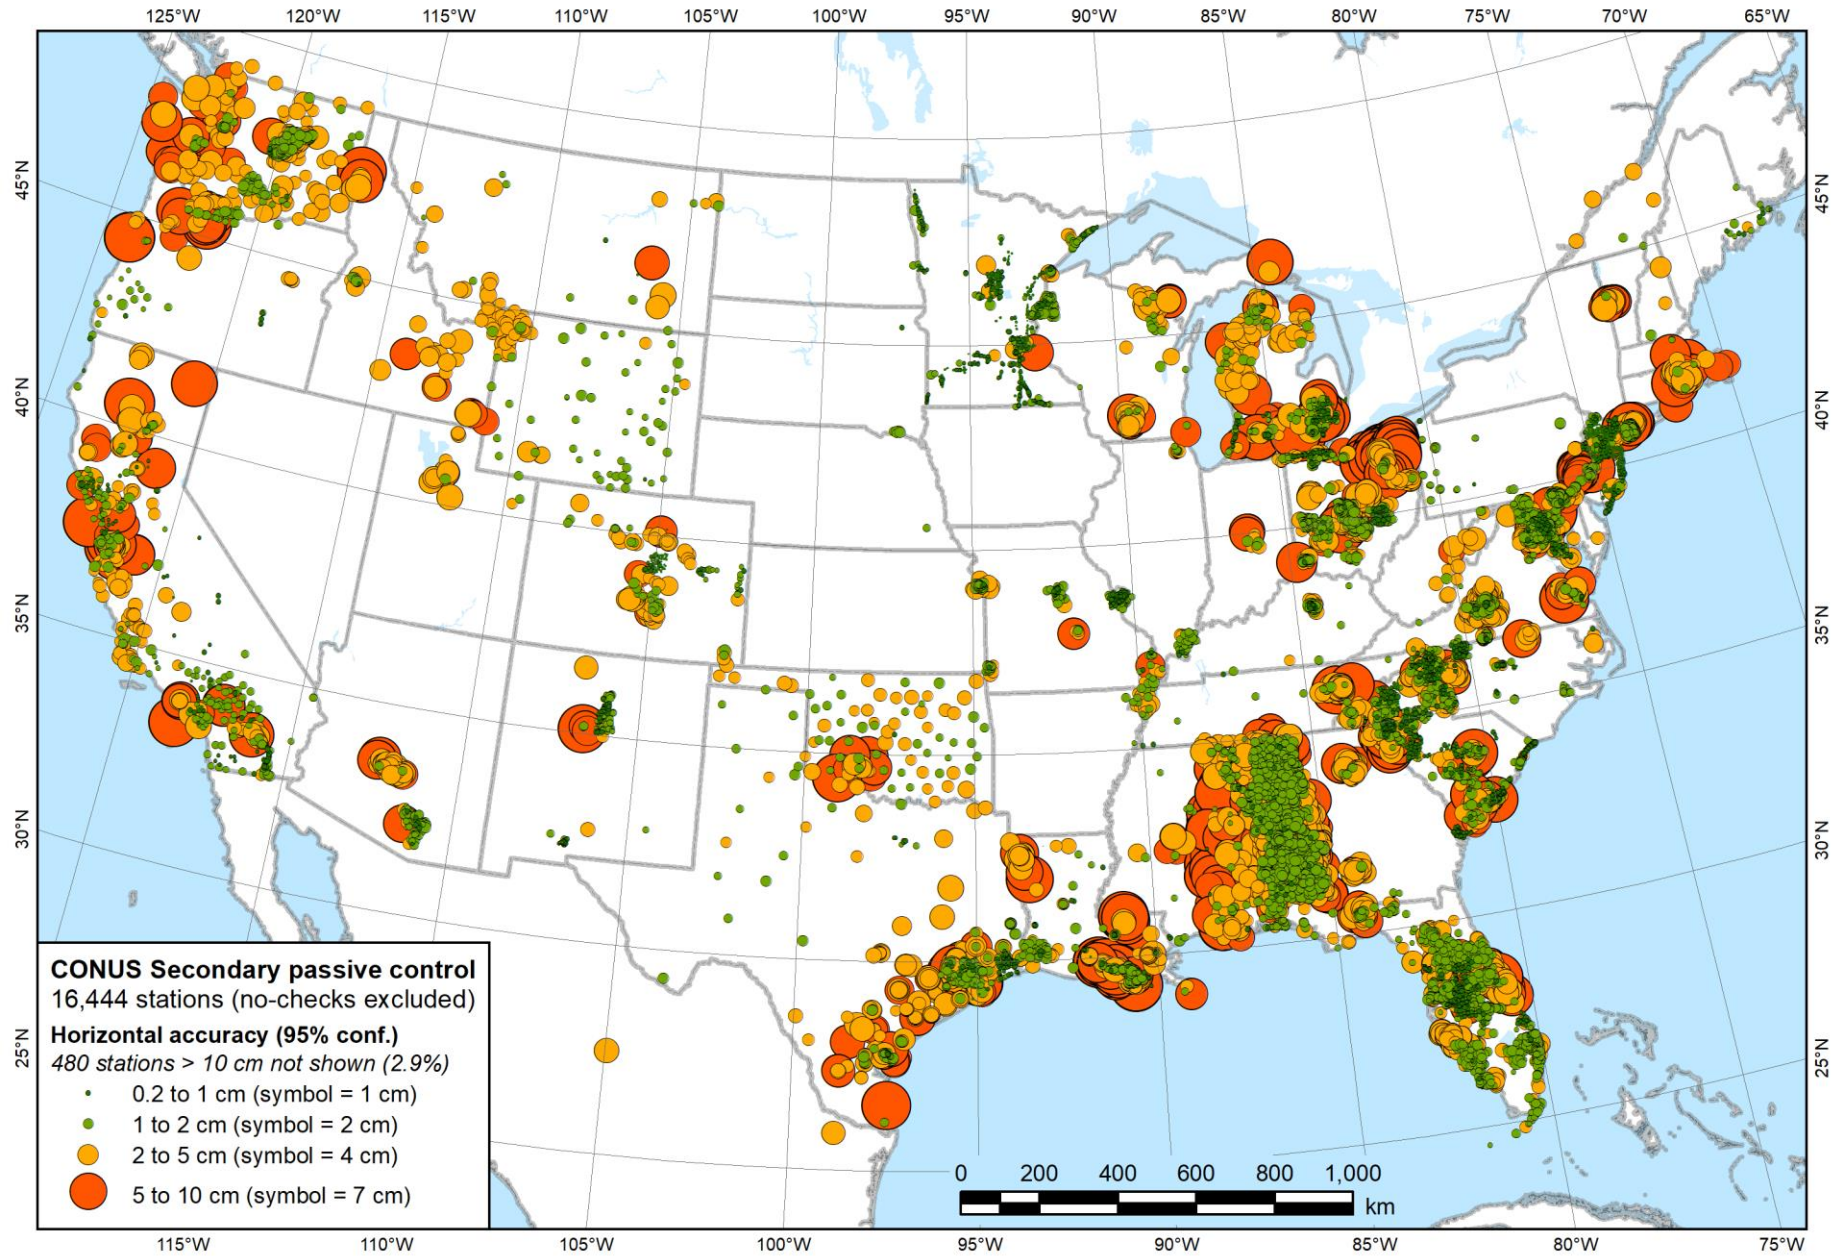 125°W 120°W 115°W 110°W 105°W 100°W 95°W 90°W 85°W 80°W 75°W 70°W 65°W
45°N 45°N
40°N 40°N
35°N 35°N
30°N 30°N
25°N 25°N
CONUS Secondary passive control
16,444 stations (no-checks excluded)
Horizontal accuracy (95% conf.)
480 stations > 10 cm not shown (2.9%)
0.2 to 1 cm (symbol = 1 cm)
1 to 2 cm (symbol = 2 cm)
2 to 5 cm (symbol = 4 cm)
5 to 10 cm (symbol = 7 cm)
0 200 400 600 800 1,000
km
115°W 110°W 105°W 100°W 95°W 90°W 85°W 80°W 75°W